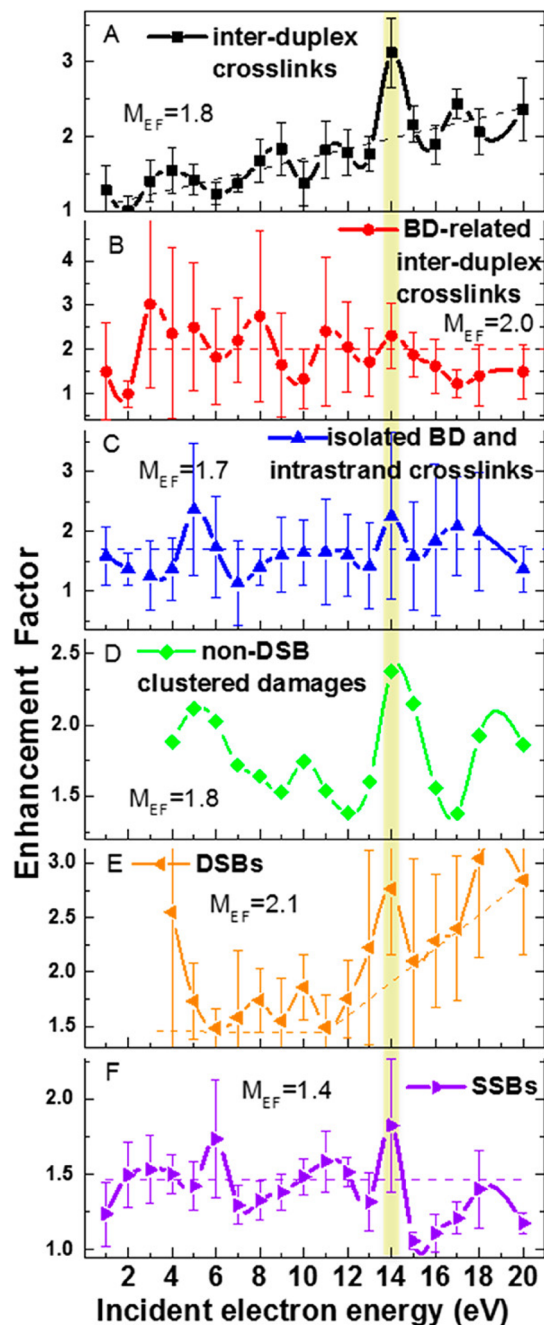 A
inter-duplex
crosslinks
M_EF=1.8
3
2
1
B
BD-related
inter-duplex
crosslinks
M_EF=2.0
4
3
2
1
C
isolated BD and
intrastrand crosslinks
M_EF=1.7
3
2
1
D
non-DSB
clustered damages
M_EF=1.8
2.5
2.0
1.5
E
DSBs
M_EF=2.1
3.0
2.5
2.0
1.5
F
SSBs
M_EF=1.4
2.0
1.5
1.0
Enhancement Factor
2 4 6 8 10 12 14 16 18 20
Incident electron energy (eV)